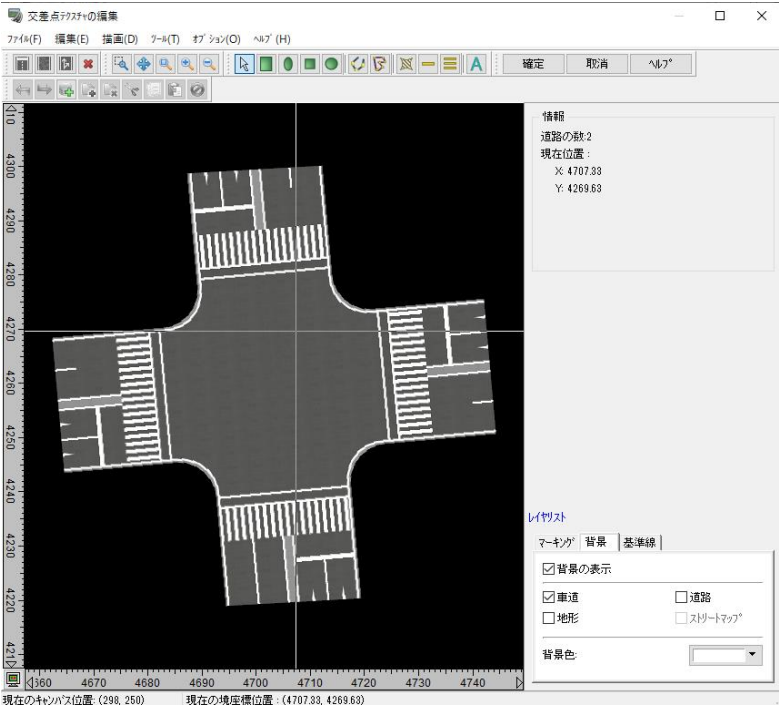 交差点テクスチャの編集
ファイル(F) 編集(E) 描画(D) ツール(T) オプション(O) ヘルプ(H)
A 確定 取消 ヘルプ
情報
道路の数:2
現在位置:
X: 4707.33
Y: 4269.63
4310
4300
4290
4280
4270
4260
4250
4240
4230
4220
421
レイヤリスト
マーキング 背景 基準線
背景の表示
車道 道路
地形 ストリートマップ
背景色:
360 4670 4680 4690 4700 4710 4720 4730 4740
現在のキャンバス位置: (298, 250) 現在の境座標位置 : (4707.33, 4269.63)